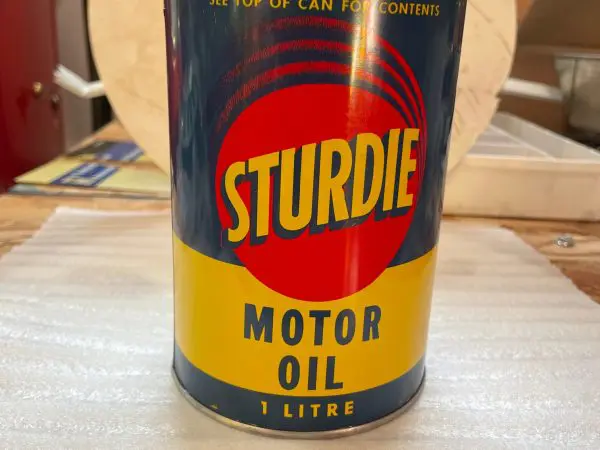 SEE TOP OF CAN FOR CONTENTS
STURDIE
MOTOR
OIL
1 LITRE